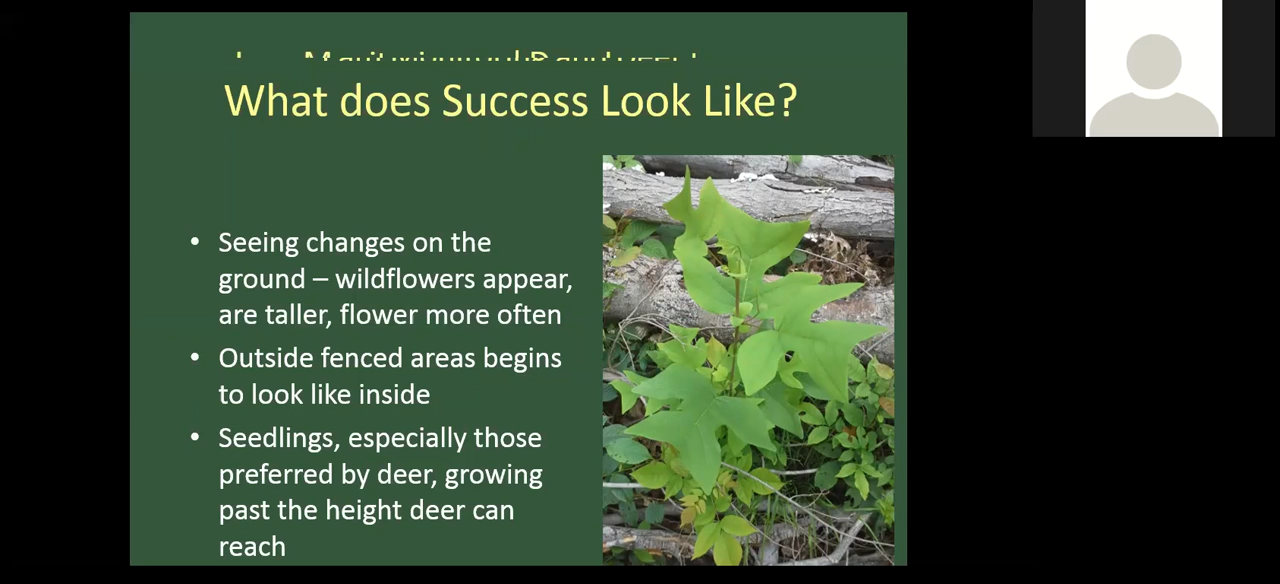 What does Success Look Like?
• Seeing changes on the
ground – wildflowers appear,
are taller, flower more often
• Outside fenced areas begins
to look like inside
• Seedlings, especially those
preferred by deer, growing
past the height deer can
reach